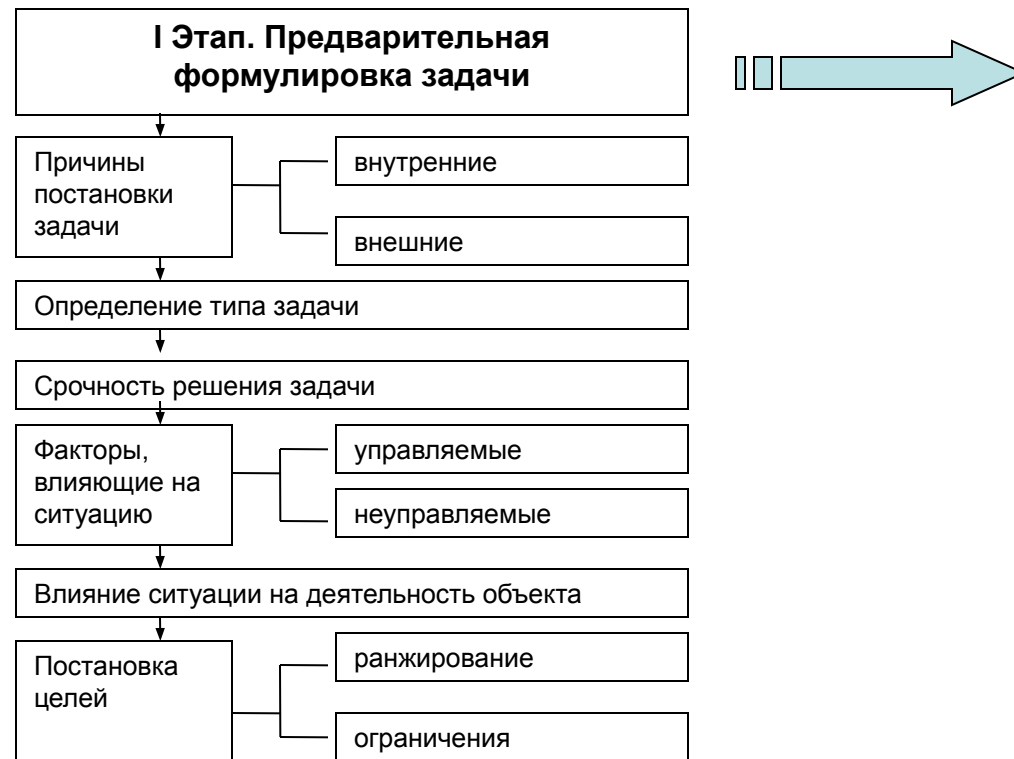 I Этап. Предварительная
формулировка задачи
Причины
постановки
задачи
внутренние
внешние
Определение типа задачи
Срочность решения задачи
Факторы,
влияющие на
ситуацию
управляемые
неуправляемые
Влияние ситуации на деятельность объекта
Постановка
целей
ранжирование
ограничения